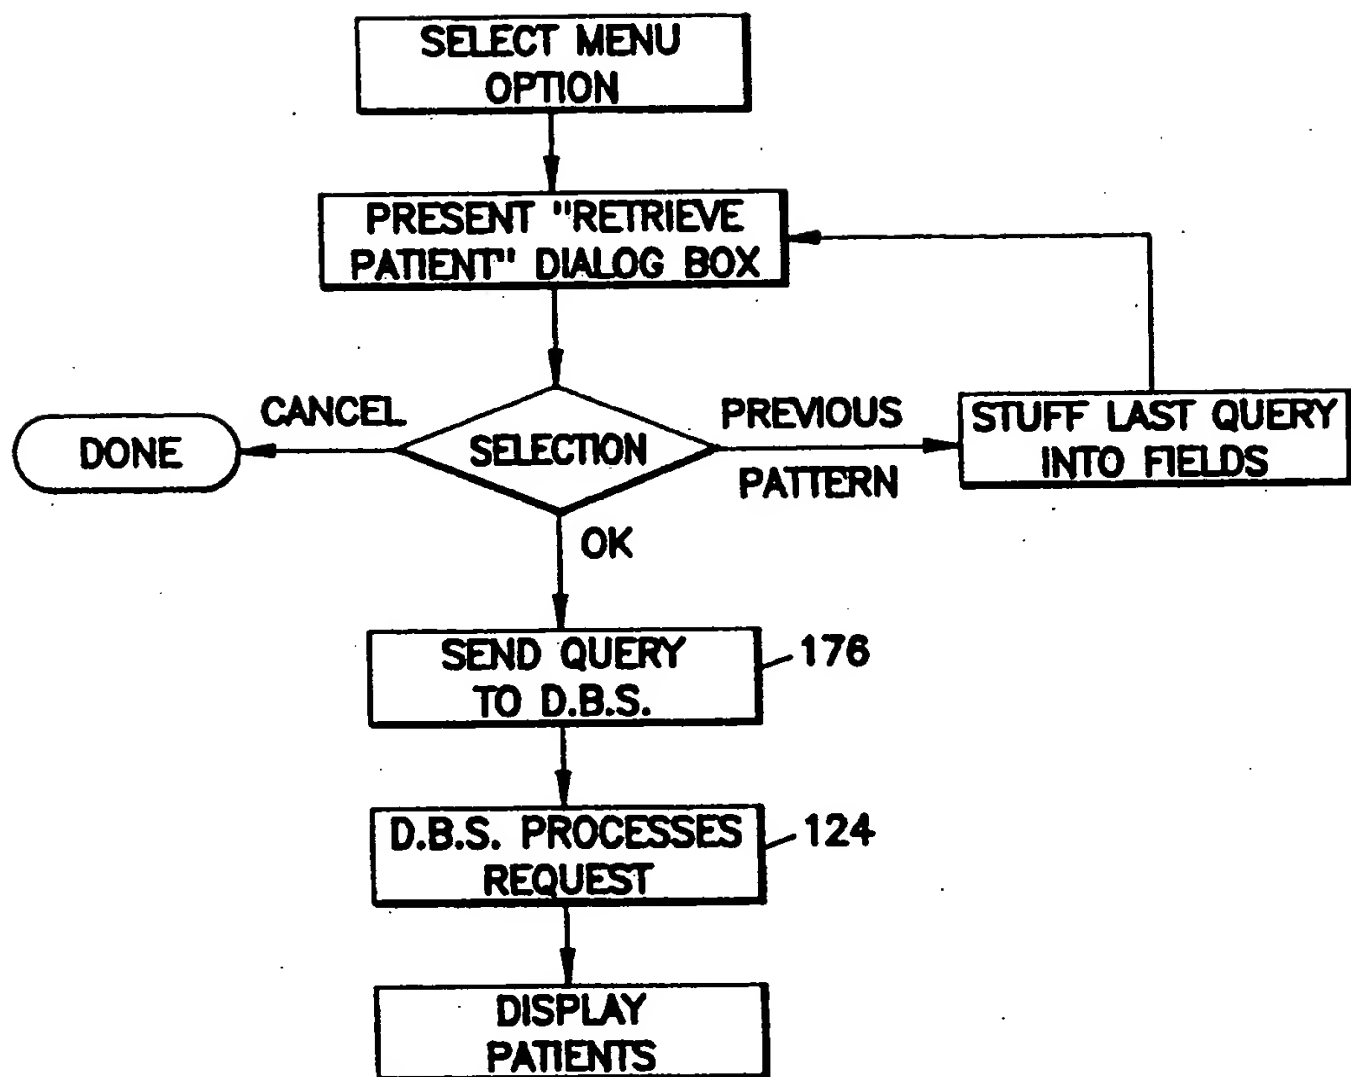 SELECT MENU
OPTION
PRESENT "RETRIEVE
PATIENT" DIALOG BOX
CANCEL
DONE
SELECTION
PREVIOUS
PATTERN
STUFF LAST QUERY
INTO FIELDS
OK
SEND QUERY
TO D.B.S.
176
D.B.S. PROCESSES
REQUEST
124
DISPLAY
PATIENTS